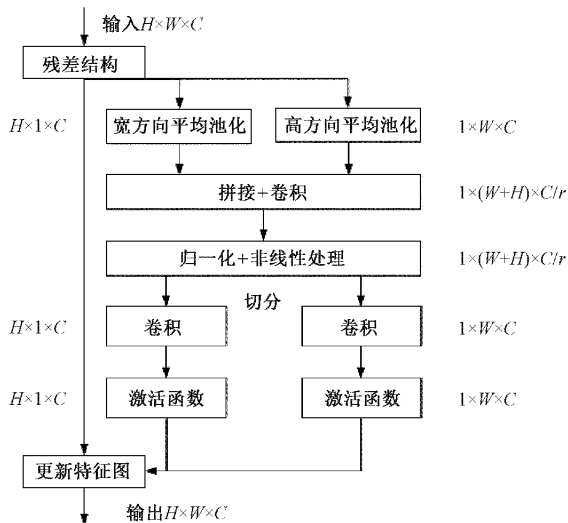 输入H×W×C
残差结构
H×1×C 宽方向平均池化 高方向平均池化 1×W×C
拼接+卷积 1×(W+H)×C/r
归一化+非线性处理 1×(W+H)×C/r
切分
H×1×C 卷积 卷积 1×W×C
H×1×C 激活函数 激活函数 1×W×C
更新特征图
输出H×W×C